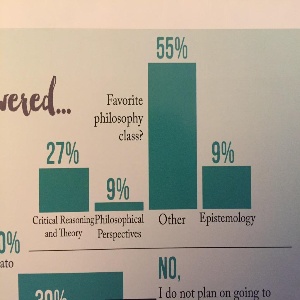 55%
wered...
Favorite
philosophy
class?
27%
9%
9%
Critical Reasoning
and Theory
Philosophical
Perspectives
Other
Epistemology
0%
ato
NO,
I do not plan on going to